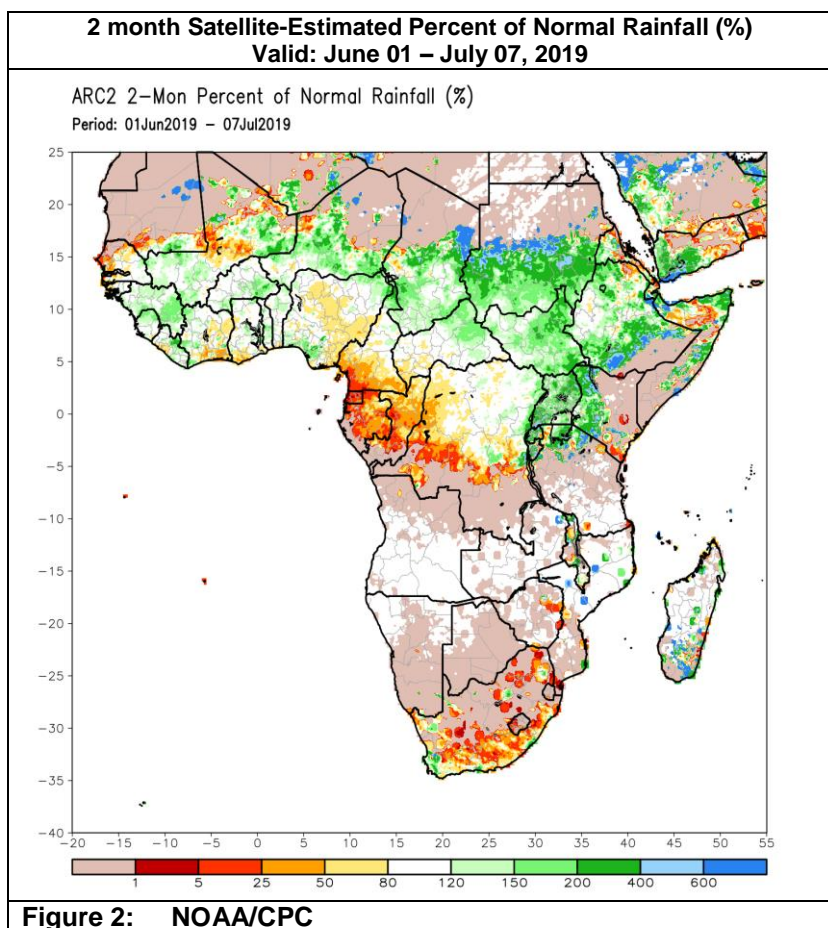 2 month Satellite-Estimated Percent of Normal Rainfall (%)
Valid: June 01 – July 07, 2019
ARC2 2-Mon Percent of Normal Rainfall (%)
Period: 01Jun2019 – 07Jul2019
25
20
15
10
5
0
-5
-10
-15
-20
-25
-30
-35
-40
-20 -15 -10 -5 0 5 10 15 20 25 30 35 40 45 50 55
1 5 25 50 80 120 150 200 400 600
Figure 2: NOAA/CPC